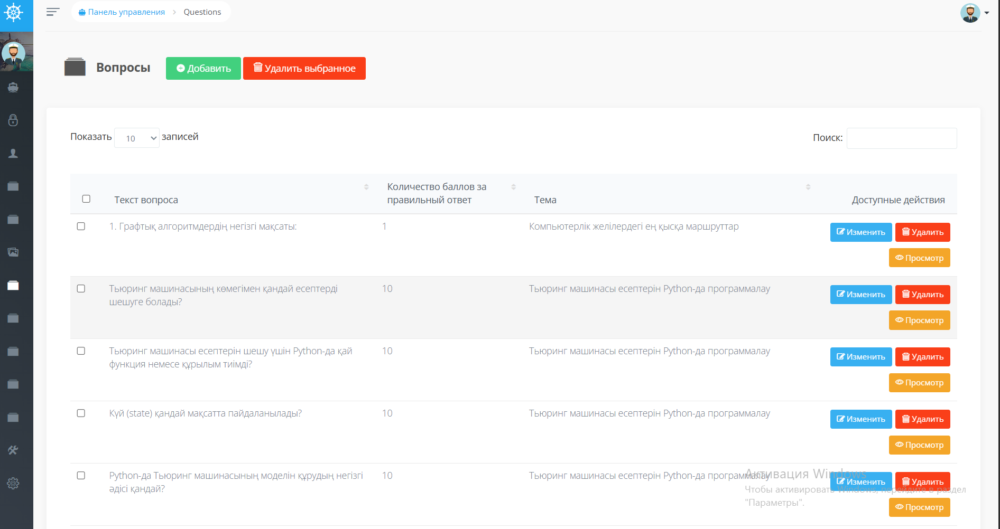 Панель управления > Questions
Вопросы
Добавить
Удалить выбранное
Показать 10 записей
Поиск:
Текст вопроса
Количество баллов за
правильный ответ
Тема
Доступные действия
1. Графтық алгоритмдердің негізгі мақсаты:
1
Компьютерлік желілердегі ең қысқа маршруттар
Изменить
Удалить
Просмотр
Тьюринг машинасының көмегімен қандай есептерді
шешуге болады?
10
Тьюринг машинасы есептерін Python-да программалау
Изменить
Удалить
Просмотр
Тьюринг машинасы есептерін шешу үшін Python-да қай
функция немесе құрылым тиімді?
10
Тьюринг машинасы есептерін Python-да программалау
Изменить
Удалить
Просмотр
Күй (state) қандай мақсатта пайдаланылады?
10
Тьюринг машинасы есептерін Python-да программалау
Изменить
Удалить
Просмотр
Python-да Тьюринг машинасының моделін құрудың негізгі
әдісі қандай?
10
Тьюринг машинасы есептерін Python-да программалау
Изменить
Удалить
Просмотр
Активация Windows
Чтобы активировать Windows, перейдите в раздел
"Параметры".